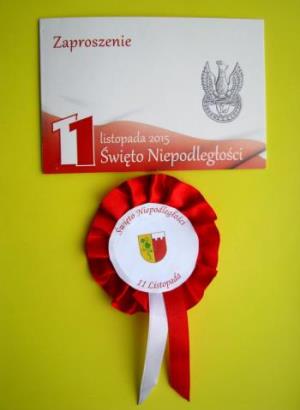 Zaproszenie
11
listopada 2015
Święto Niepodległości
Święto Niepodległości
11 Listopada